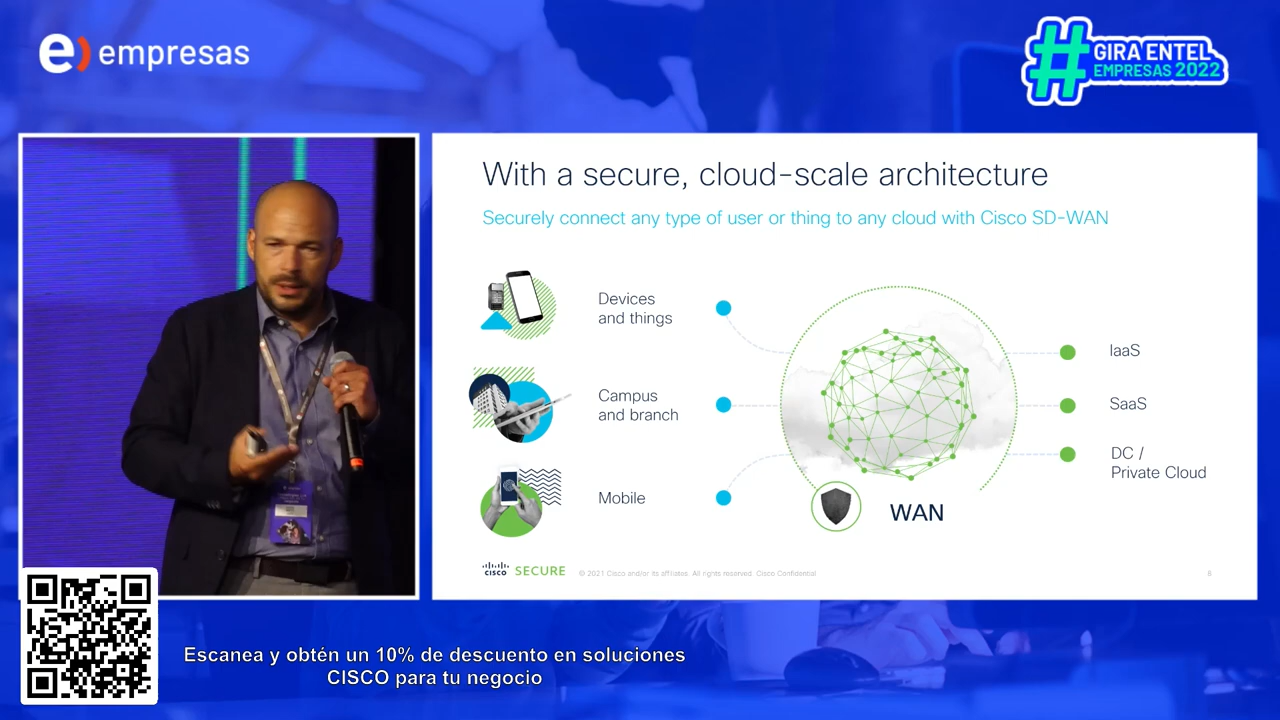 e) empresas
# GIRA ENTEL
EMPRESAS 2022
With a secure, cloud-scale architecture
Securely connect any type of user or thing to any cloud with Cisco SD-WAN
Devices
and things
Campus
and branch
Mobile
IaaS
SaaS
DC /
Private Cloud
WAN
CISCO SECURE
© 2021 Cisco and/or its affiliates. All rights reserved. Cisco Confidential
8
Escanea y obtén un 10% de descuento en soluciones
CISCO para tu negocio